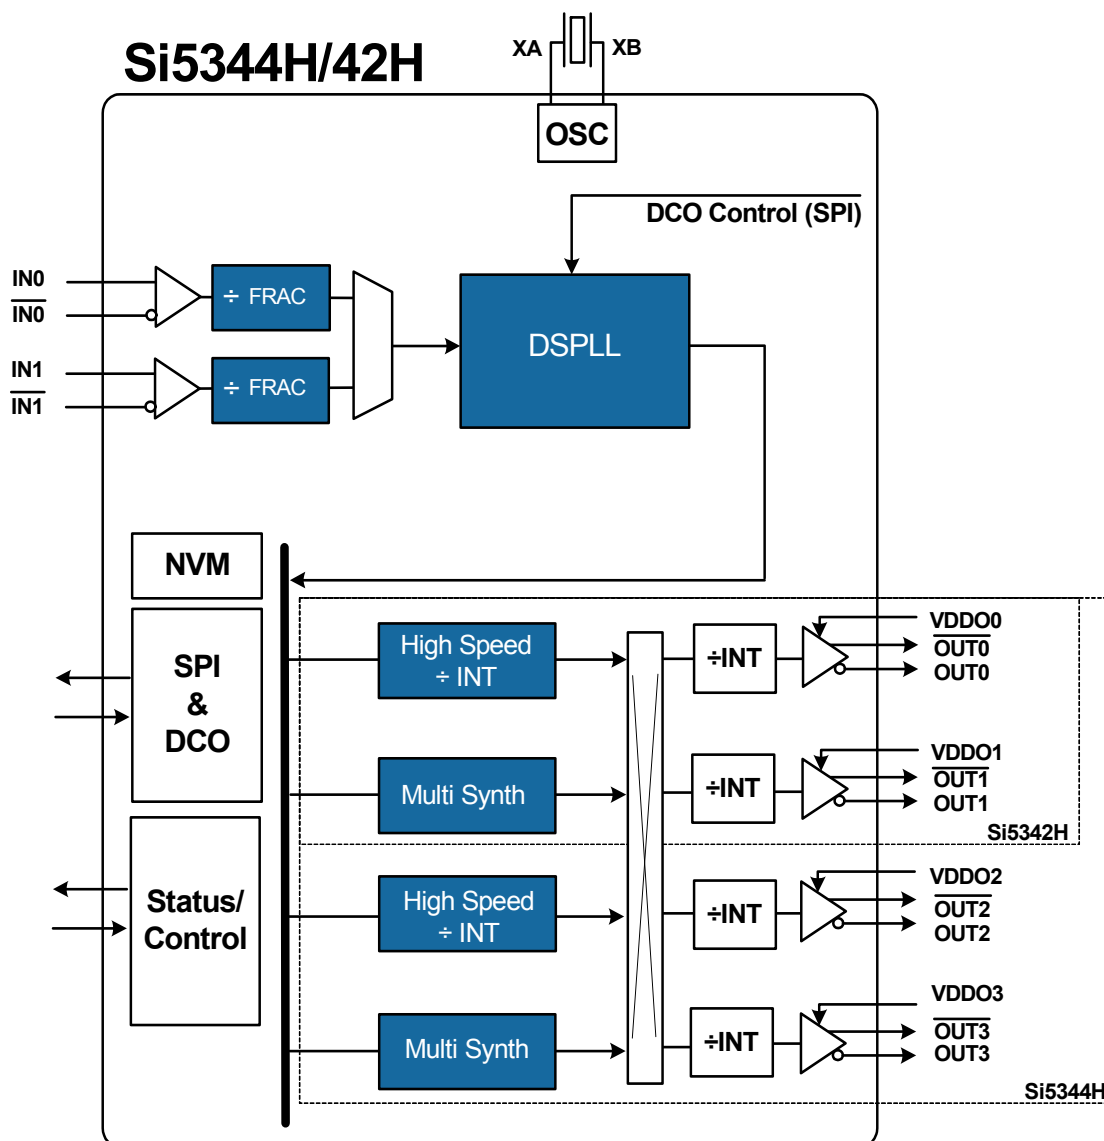 Si5344H/42H
XA
XB
OSC
DCO Control (SPI)
IN0
IN0
÷ FRAC
IN1
IN1
÷ FRAC
DSPLL
NVM
SPI
&
DCO
Status/
Control
High Speed
÷ INT
Multi Synth
High Speed
÷ INT
Multi Synth
÷INT
÷INT
÷INT
÷INT
VDDO0
OUT0
OUT0
VDDO1
OUT1
OUT1
Si5342H
VDDO2
OUT2
OUT2
VDDO3
OUT3
OUT3
Si5344H